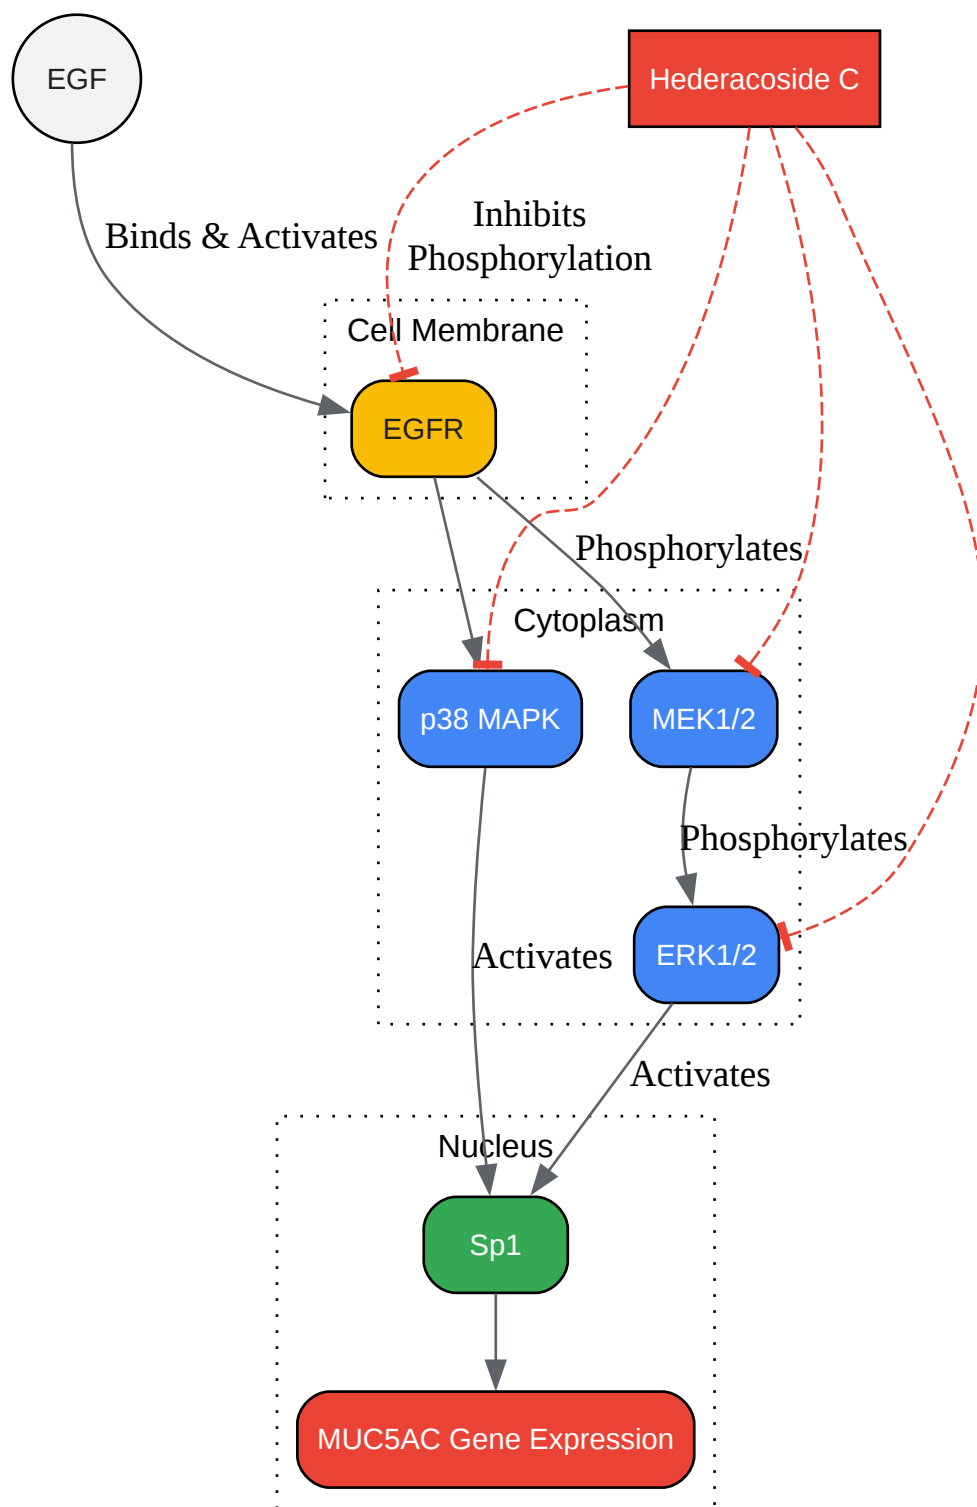 EGF
Hederacoside C
Binds & Activates
Inhibits
Phosphorylation
Cell Membrane
EGFR
Phosphorylates
Cytoplasm
p38 MAPK
MEK1/2
Phosphorylates
Activates
ERK1/2
Activates
Nucleus
Sp1
MUC5AC Gene Expression